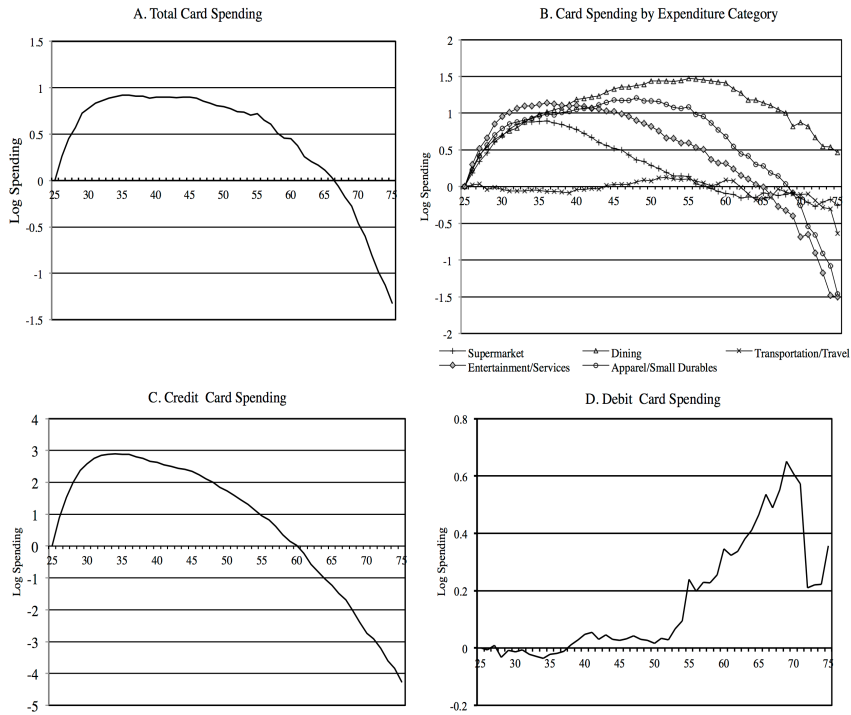 A. Total Card Spending
1.5
1
0.5
0
-0.5
-1
-1.5
25 30 35 40 45 50 55 60 65 70 75
Log Spending
B. Card Spending by Expenditure Category
2
1.5
1
0.5
0
-0.5
-1
-1.5
-2
25 30 35 40 45 50 55 60 65 70 75
Log Spending
Supermarket Dining Transportation/Travel
Entertainment/Services Apparel/Small Durables
C. Credit Card Spending
4
3
2
1
0
-1
-2
-3
-4
-5
25 30 35 40 45 50 55 60 65 70 75
Log Spending
D. Debit Card Spending
0.8
0.6
0.4
0.2
0
-0.2
25 30 35 40 45 50 55 60 65 70 75
Log Spending